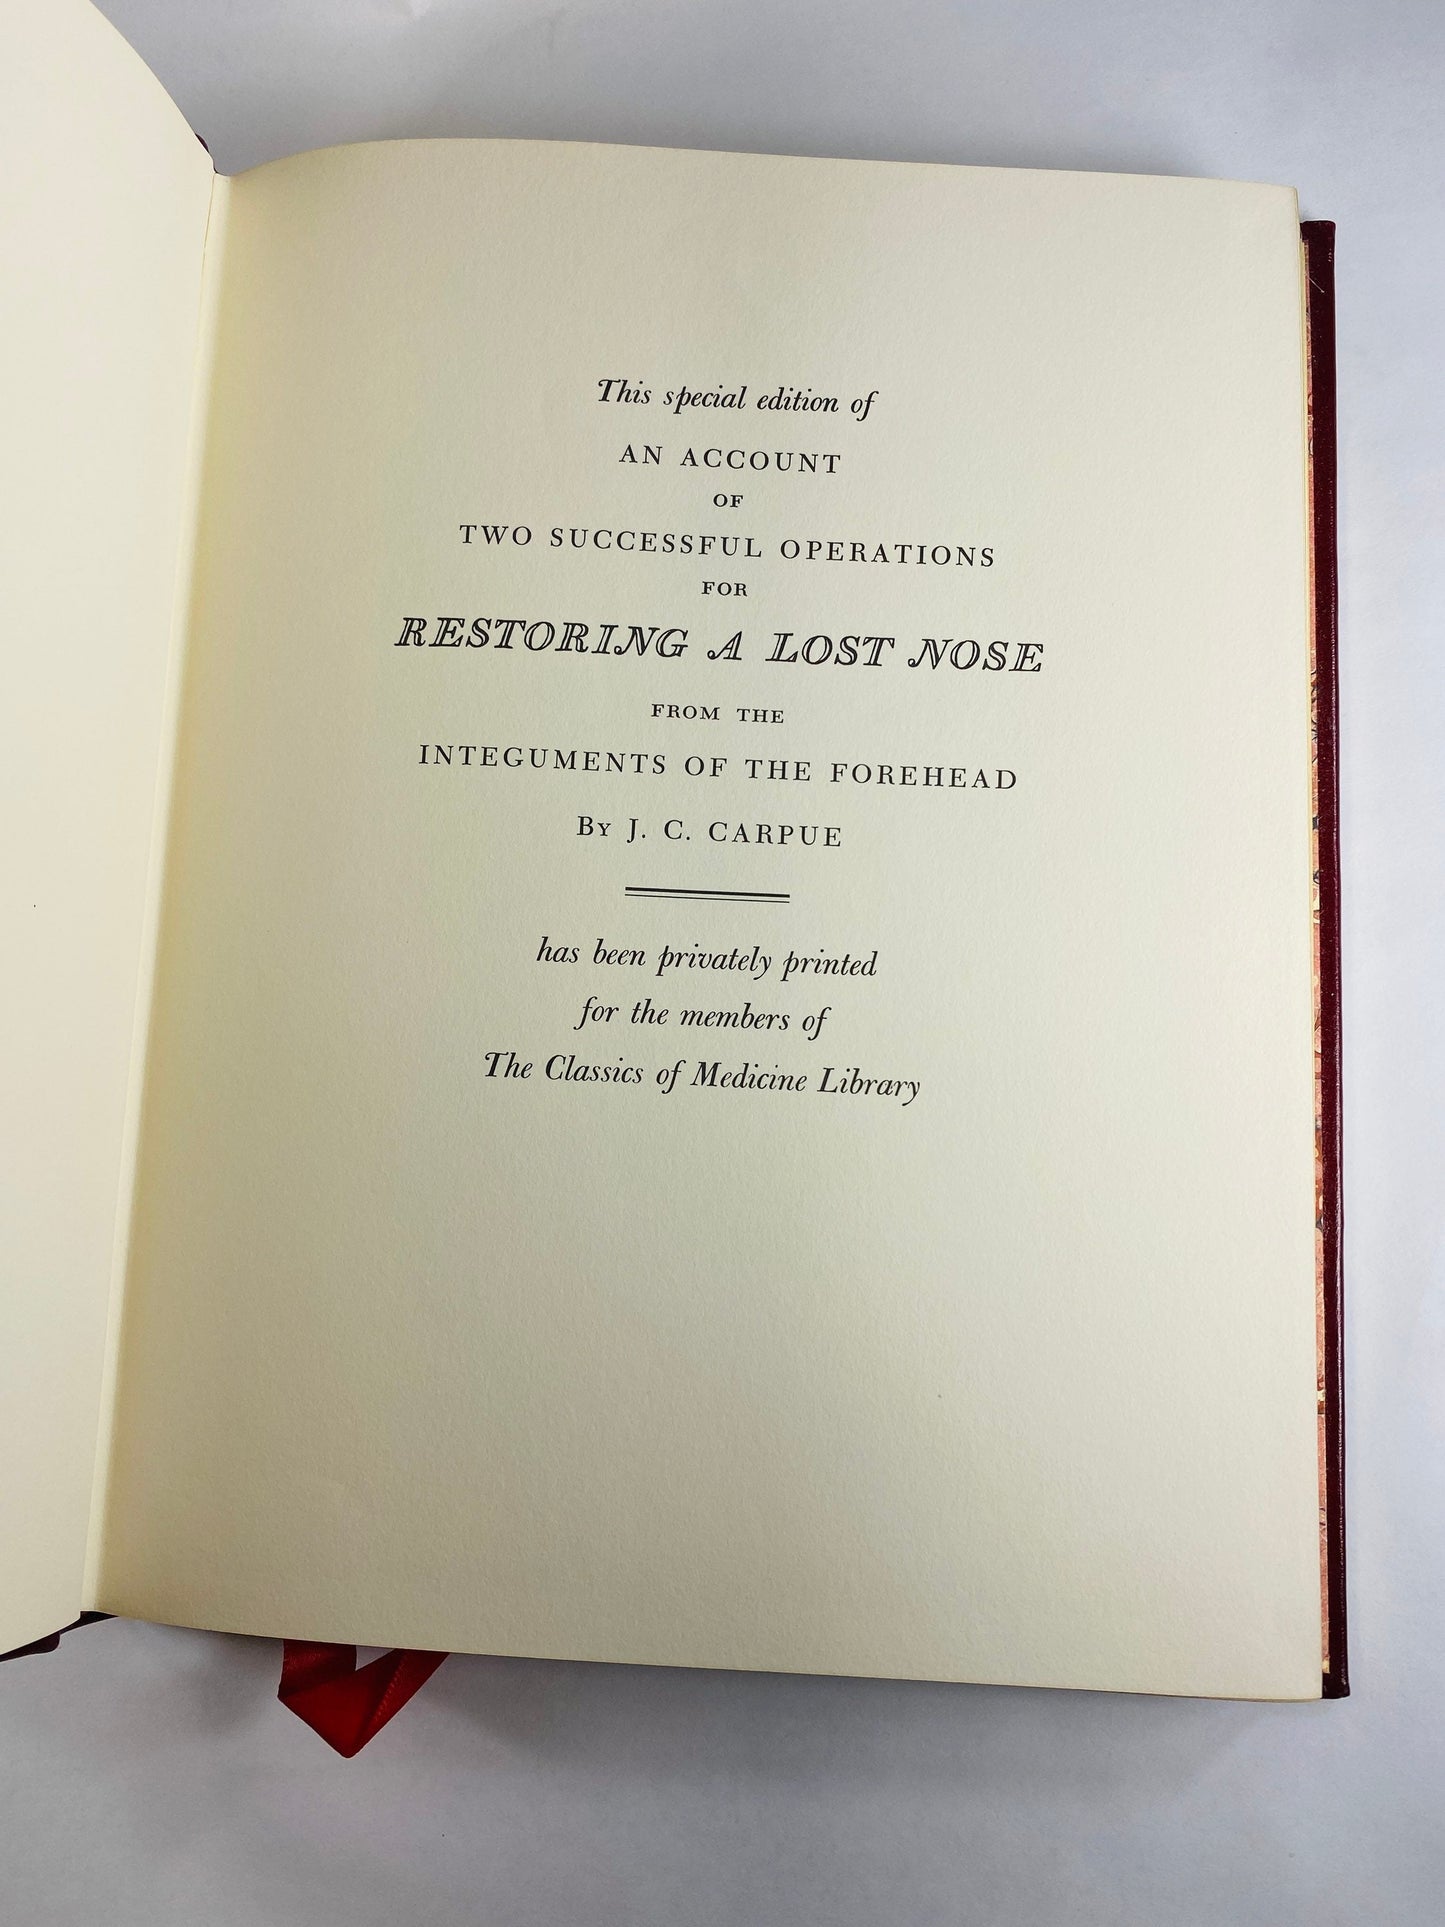 This special edition of
AN ACCOUNT
OF
TWO SUCCESSFUL OPERATIONS
FOR
RESTORING A LOST NOSE
FROM THE
INTEGUMENTS OF THE FOREHEAD
By J. C. CARPUE
has been privately printed
for the members of
The Classics of Medicine Library